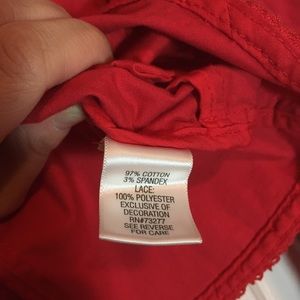 97% COTTON
3% SPANDEX
LACE:
100% POLYESTER
EXCLUSIVE OF
DECORATION
RN#73277
SEE REVERSE
FOR CARE